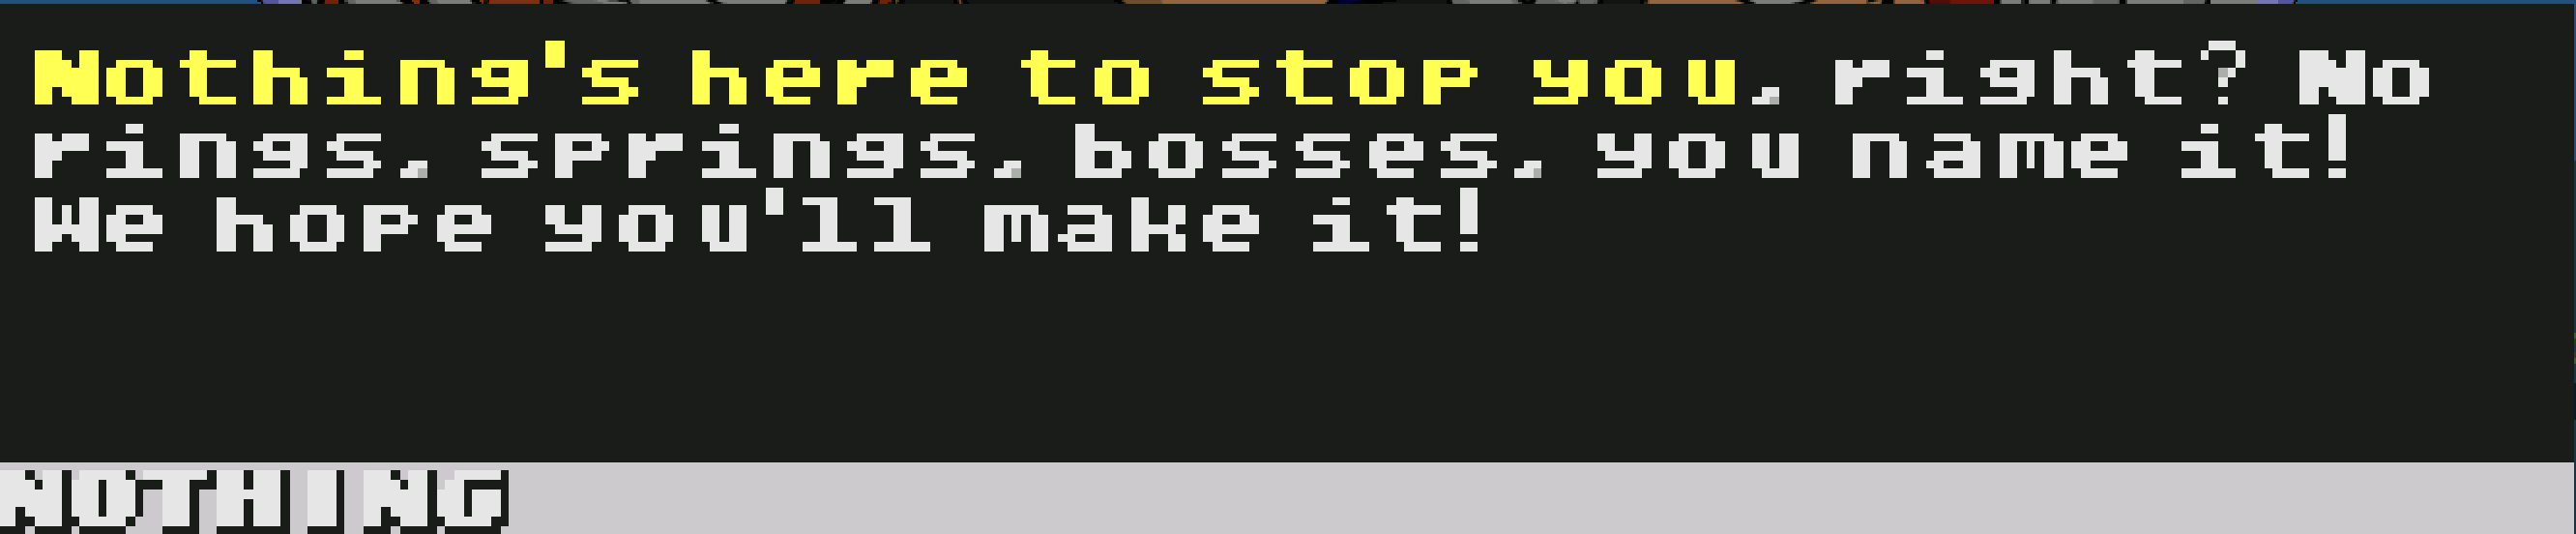 Nothing's here to stop you, right? No
rings, springs, bosses, you name it!
We hope you'll make it!
NOTHING